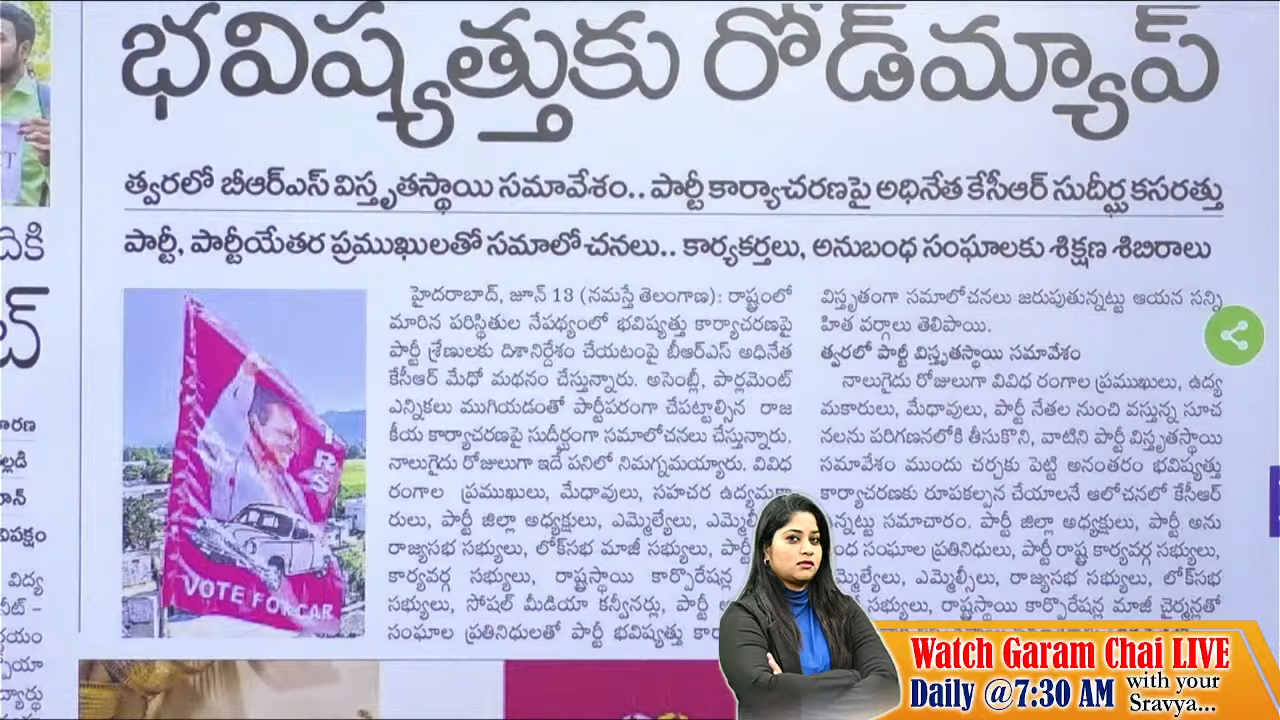 భవిష్యత్తుకు రోడ్‌మ్యాప్
త్వరలో బీఆర్ఎస్ విస్తృతస్థాయి సమావేశం.. పార్టీ కార్యాచరణపై అధినేత కేసీఆర్ సుదీర్ఘ కసరత్తు
పార్టీ, పార్టీయేతర ప్రముఖులతో సమాలోచనలు.. కార్యకర్తలు, అనుబంధ సంఘాలకు శిక్షణ శిబిరాలు
హైదరాబాద్, జూన్ 13 (నమస్తే తెలంగాణ): రాష్ట్రంలో
మారిన పరిస్థితుల నేపథ్యంలో భవిష్యత్తు కార్యాచరణపై
పార్టీ శ్రేణులకు దిశానిర్దేశం చేయటంపై బీఆర్ఎస్ అధినేత
కేసీఆర్ మేధో మథనం చేస్తున్నారు. అసెంబ్లీ, పార్లమెంట్
ఎన్నికలు ముగియడంతో పార్టీపరంగా చేపట్టాల్సిన రాజ
కీయ కార్యాచరణపై సుదీర్ఘంగా సమాలోచనలు చేస్తున్నారు.
నాలుగైదు రోజులుగా ఇదే పనిలో నిమగ్నమయ్యారు. వివిధ
రంగాల ప్రముఖులు, మేధావులు, సహచర ఉద్యమకా
రులు, పార్టీ జిల్లా అధ్యక్షులు, ఎమ్మెల్యేలు,
రాజ్యసభ సభ్యులు, లోక్‌సభ మాజీ సభ్యులు, పార్టీ
కార్యవర్గ సభ్యులు, రాష్ట్రస్థాయి కార్పొరేషన్ల
సభ్యులు, సోషల్ మీడియా కన్వీనర్లు, పార్టీ
సంఘాల ప్రతినిధులతో పార్టీ భవిష్యత్తు
విస్తృతంగా సమాలోచనలు జరుపుతున్నట్టు ఆయన సన్ని
హిత వర్గాలు తెలిపాయి.
త్వరలో పార్టీ విస్తృతస్థాయి సమావేశం
నాలుగైదు రోజులుగా వివిధ రంగాల ప్రముఖులు, ఉద్య
మకారులు, మేధావులు, పార్టీ నేతల నుంచి వస్తున్న సూచ
నలను పరిగణనలోకి తీసుకొని, వాటిని పార్టీ విస్తృతస్థాయి
సమావేశం ముందు చర్చకు పెట్టి అనంతరం భవిష్యత్తు
కార్యాచరణకు రూపకల్పన చేయాలనే ఆలోచనలో కేసీఆర్
న్నట్టు సమాచారం. పార్టీ జిల్లా అధ్యక్షులు, పార్టీ అను
ంధ సంఘాల ప్రతినిధులు, పార్టీ రాష్ట్ర కార్యవర్గ సభ్యులు,
మ్మెల్యేలు, ఎమ్మెల్సీలు, రాజ్యసభ సభ్యులు, లోక్‌సభ
సభ్యులు, రాష్ట్రస్థాయి కార్పొరేషన్ల మాజీ చైర్మన్లతో
VOTE FOR CAR
Watch Garam Chai LIVE
Daily @7:30 AM with your
Sravya...